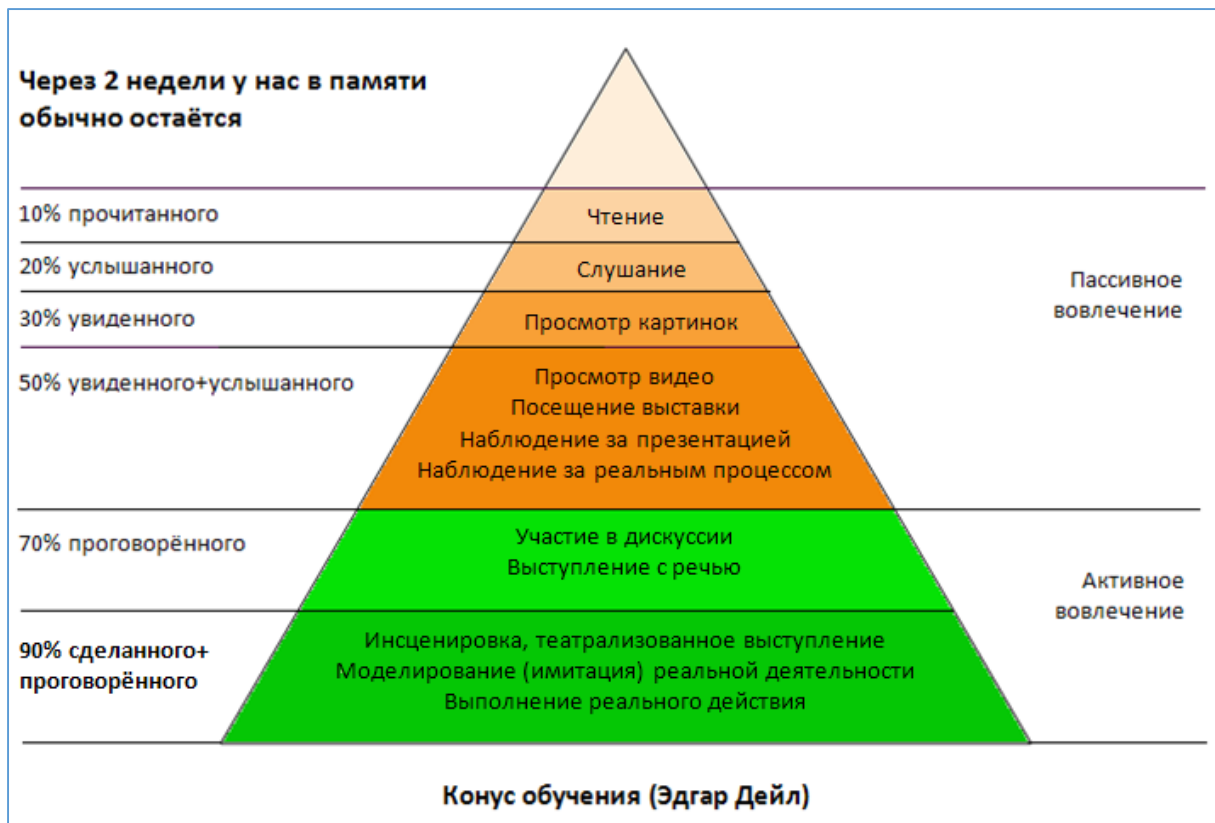 Через 2 недели у нас в памяти
обычно остаётся
10% прочитанного
Чтение
20% услышанного
Слушание
30% увиденного
Просмотр картинок
Пассивное
вовлечение
50% увиденного+услышанного
Просмотр видео
Посещение выставки
Наблюдение за презентацией
Наблюдение за реальным процессом
70% проговорённого
Участие в дискуссии
Выступление с речью
Активное
вовлечение
90% сделанного+
проговорённого
Инсценировка, театрализованное выступление
Моделирование (имитация) реальной деятельности
Выполнение реального действия
Конус обучения (Эдгар Дейл)